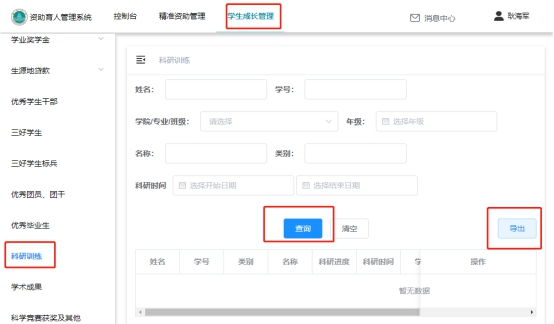 资助育人管理系统 控制台 精准资助管理 学生成长管理 消息中心 耿海军
学业奖学金
生源地贷款
优秀学生干部
三好学生
三好学生标兵
优秀团员、团干
优秀毕业生
科研训练
学术成果
科学竞赛获奖及其他
科研训练
姓名： 学号：
学院/专业/班级： 请选择 年级： 选择年级
名称： 类别：
科研时间 选择开始日期 选择结束日期
查询 清空 导出
姓名 学号 类别 名称 科研进度 科研时间 操作
暂无数据